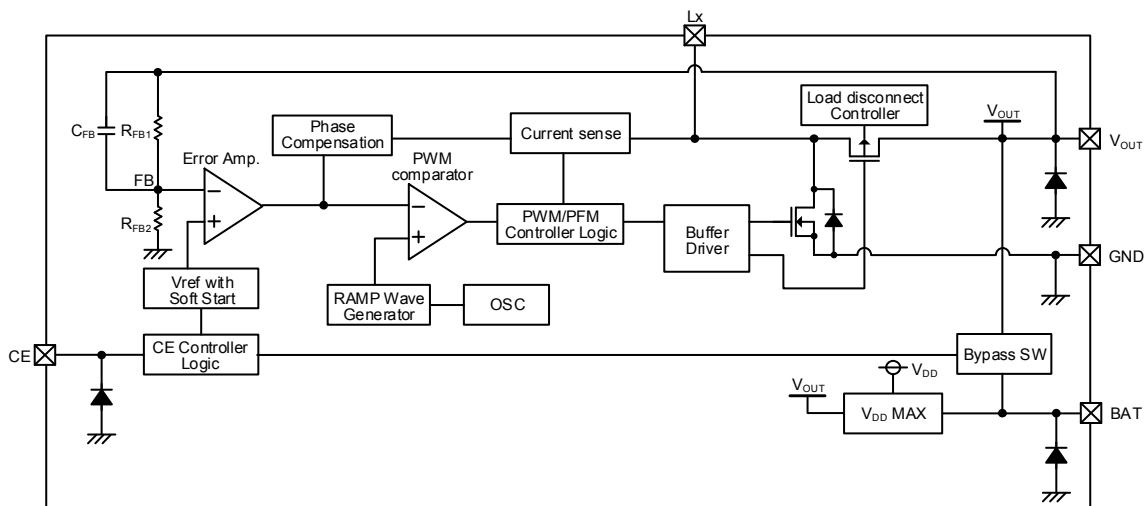 Lx
Load disconnect
Controller
CFB
RFB1
Phase
Compensation
Current sense
VOUT
VOUT
Error Amp.
PWM
comparator
FB
−
+
−
+
RFB2
PWM/PFM
Controller Logic
Buffer
Driver
GND
Vref with
Soft Start
RAMP Wave
Generator
OSC
CE
CE Controller
Logic
Bypass SW
VDD
VOUT
VDD MAX
BAT